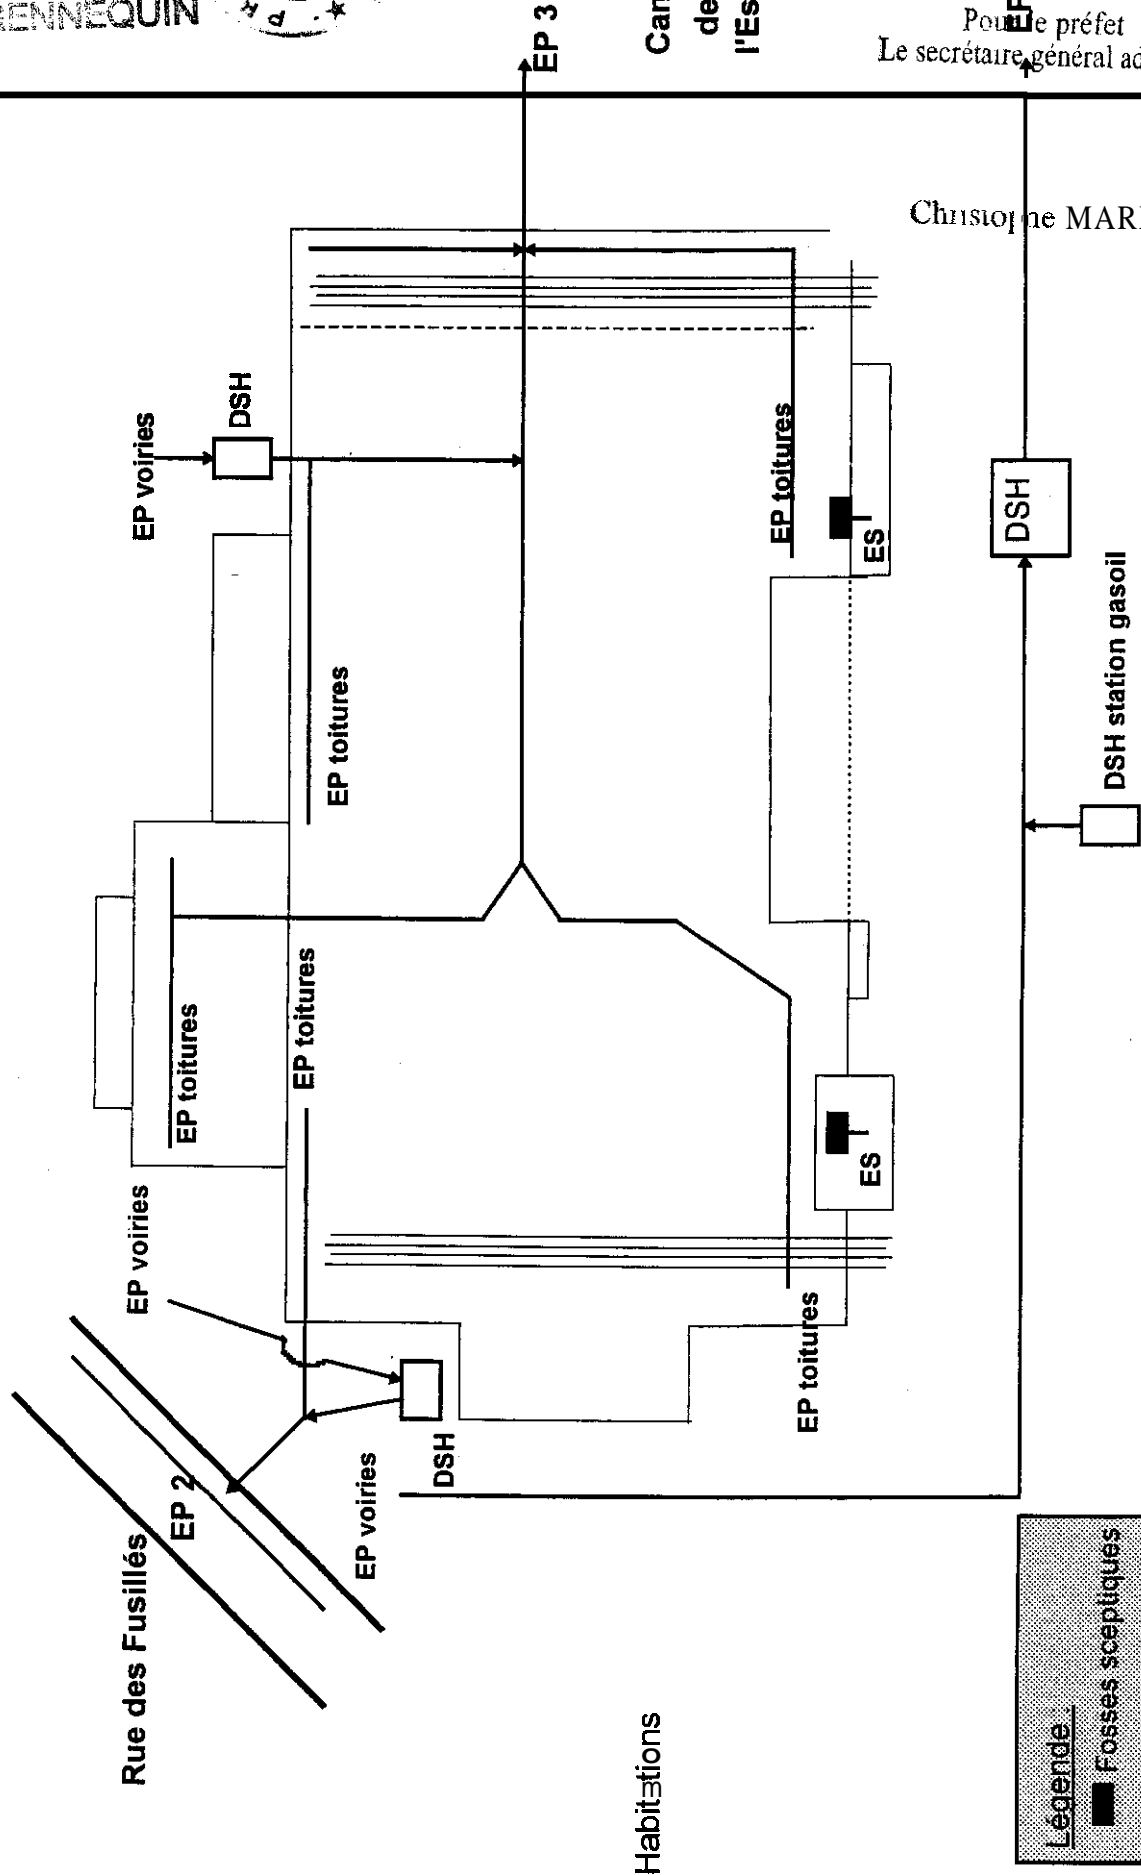 RENNEQUIN
EP 3
Can
de
l'Es
Pour le préfet
Le secrétaire général ad
Christophe MAR
EP voiries
DSH
EP toitures
EP toitures
ES
DSH
DSH station gasoil
EP toitures
EP toitures
EP voiries
ES
EP toitures
DSH
EP voiries
EP 2
Rue des Fusillés
Habitations
Légende :
Fosses sceptiques